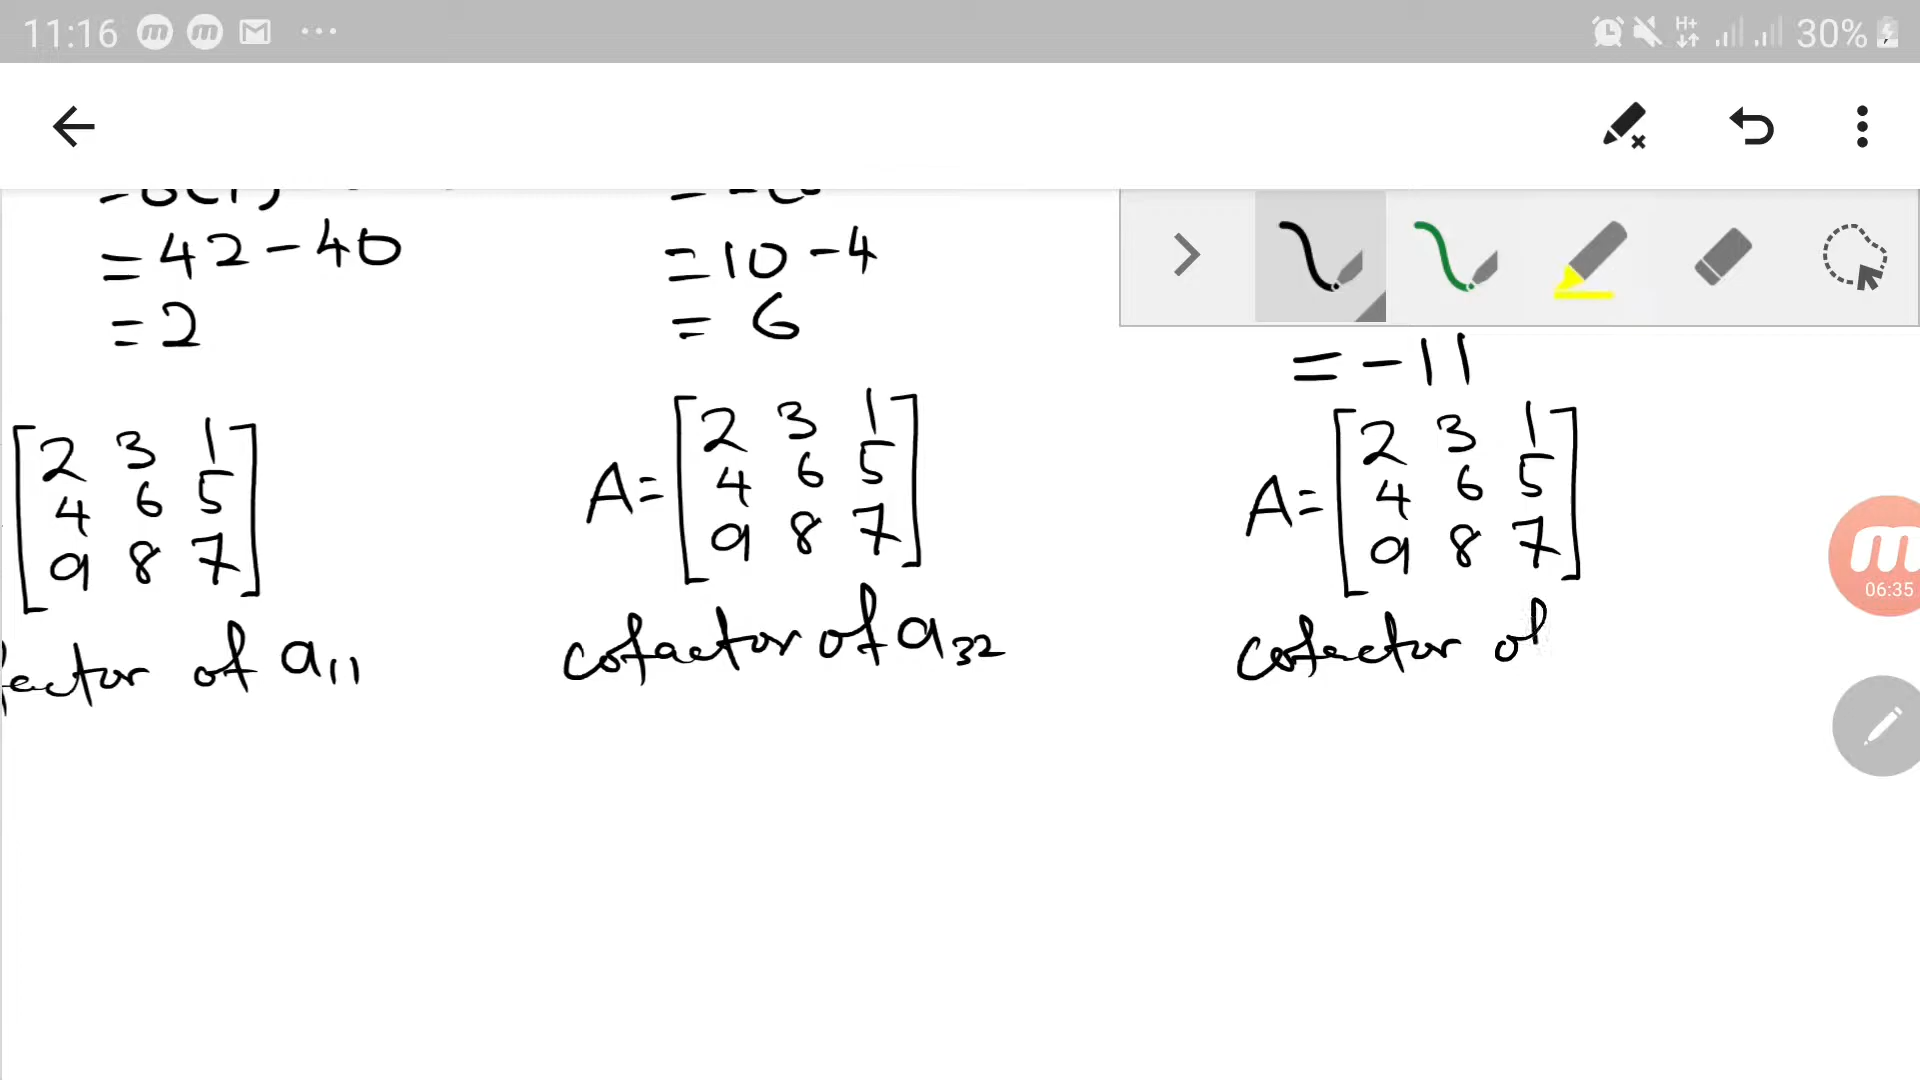 11:16 30%
= 42 - 40
= 2
= 10 - 4
= 6
= -11
2 3 1
4 6 5
9 8 7
factor of a11
A = 2 3 1
4 6 5
9 8 7
cofactor of a32
A = 2 3 1
4 6 5
9 8 7
cofactor of
06:35